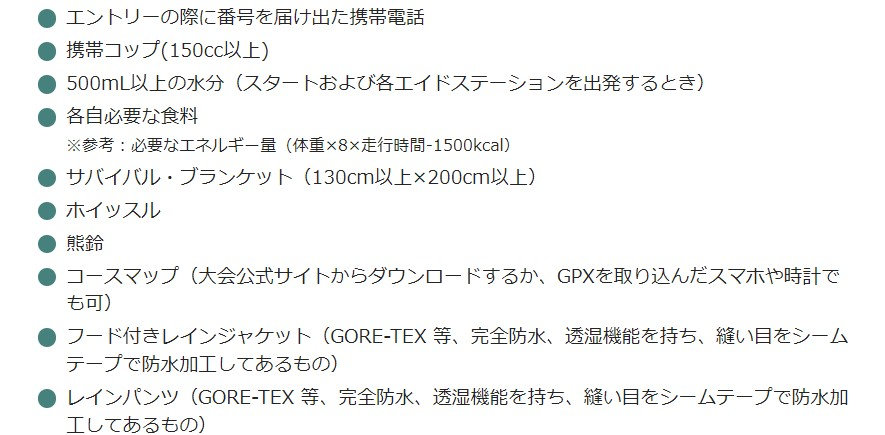 エントリーの際に番号を届け出た携帯電話
携帯コップ(150cc以上)
500mL以上の水分（スタートおよび各エイドステーションを出発するとき）
各自必要な食料
※参考：必要なエネルギー量（体重×8×走行時間-1500kcal）
サバイバル・ブランケット（130cm以上×200cm以上）
ホイッスル
熊鈴
コースマップ（大会公式サイトからダウンロードするか、GPXを取り込んだスマホや時計で
も可）
フード付きレインジャケット（GORE-TEX 等、完全防水、透湿機能を持ち、縫い目をシーム
テープで防水加工してあるもの）
レインパンツ（GORE-TEX 等、完全防水、透湿機能を持ち、縫い目をシームテープで防水加
工してあるもの）